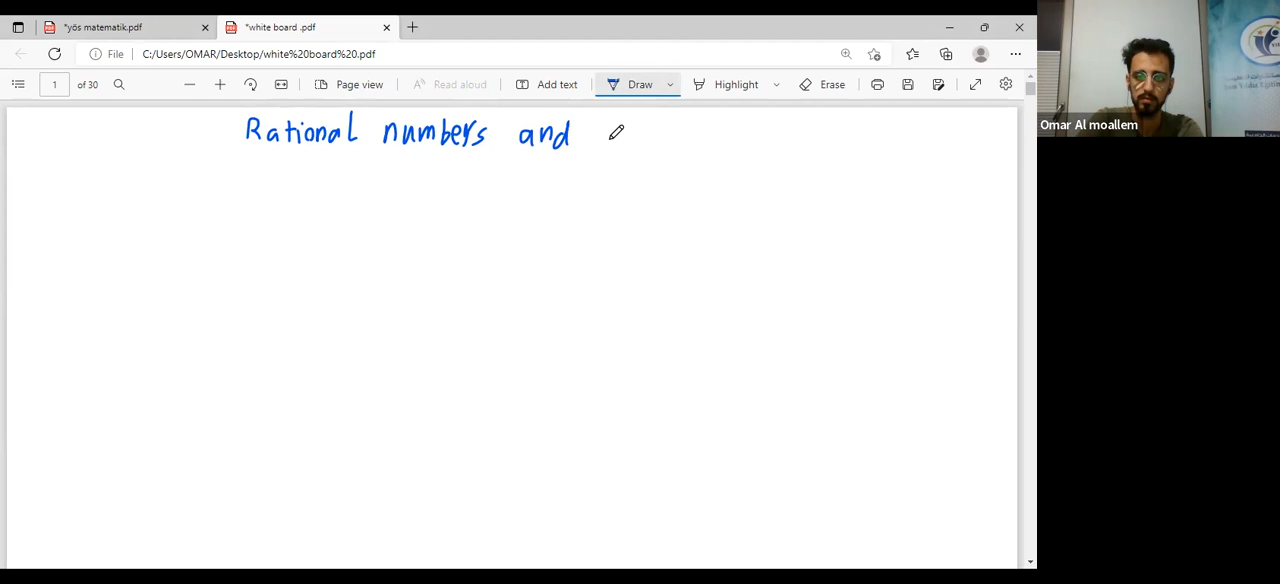 *yös matematik.pdf
*white board .pdf
File
C:/Users/OMAR/Desktop/white%20board%20.pdf
1 of 30
Page view
Read aloud
Add text
Draw
Highlight
Erase
Rational numbers and
Omar Al moallem